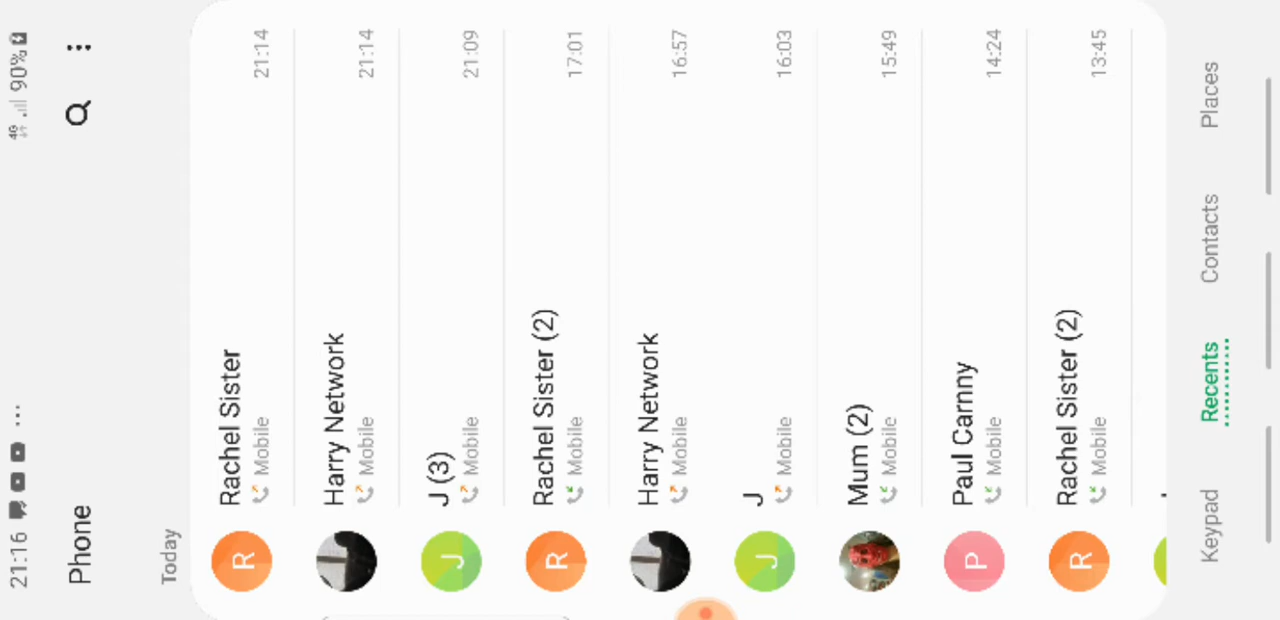 21:16 ... 4G 90%
Phone
Today
R Rachel Sister
Mobile 21:14
Harry Network
Mobile 21:14
J J (3)
Mobile 21:09
R Rachel Sister (2)
Mobile 17:01
Harry Network
Mobile 16:57
J J
Mobile 16:03
Mum (2)
Mobile 15:49
P Paul Carnny
Mobile 14:24
R Rachel Sister (2)
Mobile 13:45
Keypad Recents Contacts Places